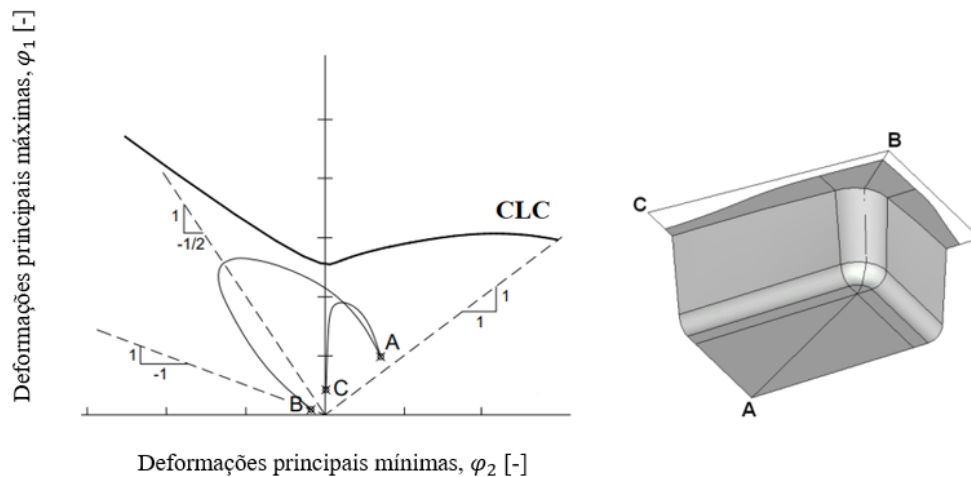 Deformações principais máximas, φ₁ [-]
CLC
1
-1/2
1
1
A
1
-1
B
C
Deformações principais mínimas, φ₂ [-]
B
C
A